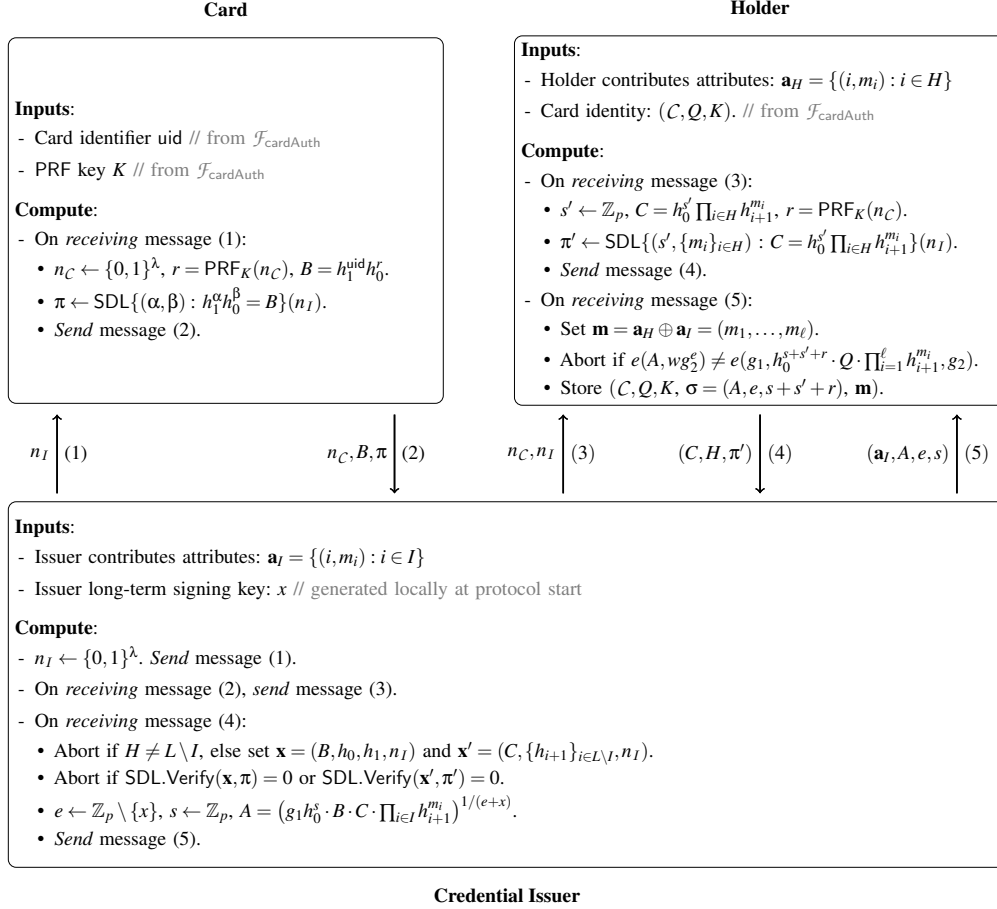 Card
Inputs:
- Card identifier uid // from 𝓕_cardAuth
- PRF key K // from 𝓕_cardAuth
Compute:
- On receiving message (1):
• n_𝒞 ← {0,1}^λ, r = PRF_K(n_𝒞), B = h_1^uid h_0^r.
• π ← SDL{(α,β) : h_1^α h_0^β = B}(n_I).
• Send message (2).
Holder
Inputs:
- Holder contributes attributes: a_H = {(i,m_i) : i ∈ H}
- Card identity: (𝒞,Q,K). // from 𝓕_cardAuth
Compute:
- On receiving message (3):
• s′ ← ℤ_p, C = h_0^{s′} ∏_{i∈H} h_{i+1}^{m_i}, r = PRF_K(n_𝒞).
• π′ ← SDL{(s′,{m_i}_{i∈H}) : C = h_0^{s′} ∏_{i∈H} h_{i+1}^{m_i}}(n_I).
• Send message (4).
- On receiving message (5):
• Set m = a_H ⊕ a_I = (m_1,…,m_ℓ).
• Abort if e(A,wg_2^e) ≠ e(g_1,h_0^{s+s′+r} · Q · ∏_{i=1}^ℓ h_{i+1}^{m_i},g_2).
• Store (𝒞,Q,K, σ = (A,e,s+s′+r), m).
n_I (1)
n_𝒞,B,π (2)
n_𝒞,n_I (3)
(C,H,π′) (4)
(a_I,A,e,s) (5)
Inputs:
- Issuer contributes attributes: a_I = {(i,m_i) : i ∈ I}
- Issuer long-term signing key: x // generated locally at protocol start
Compute:
- n_I ← {0,1}^λ. Send message (1).
- On receiving message (2), send message (3).
- On receiving message (4):
• Abort if H ≠ L\I, else set x = (B,h_0,h_1,n_I) and x′ = (C,{h_{i+1}}_{i∈L\I},n_I).
• Abort if SDL.Verify(x,π) = 0 or SDL.Verify(x′,π′) = 0.
• e ← ℤ_p \ {x}, s ← ℤ_p, A = (g_1 h_0^s · B · C · ∏_{i∈I} h_{i+1}^{m_i})^{1/(e+x)}.
• Send message (5).
Credential Issuer